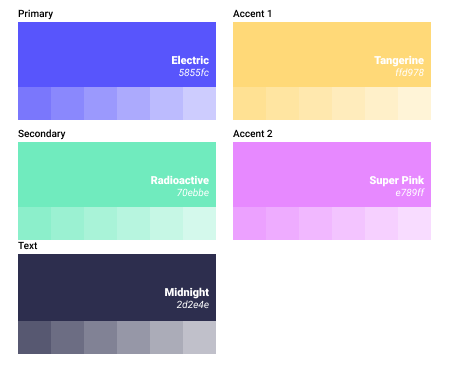 Primary
Electric
5855fc
Accent 1
Tangerine
ffd978
Secondary
Radioactive
70ebbe
Accent 2
Super Pink
e789ff
Text
Midnight
2d2e4e